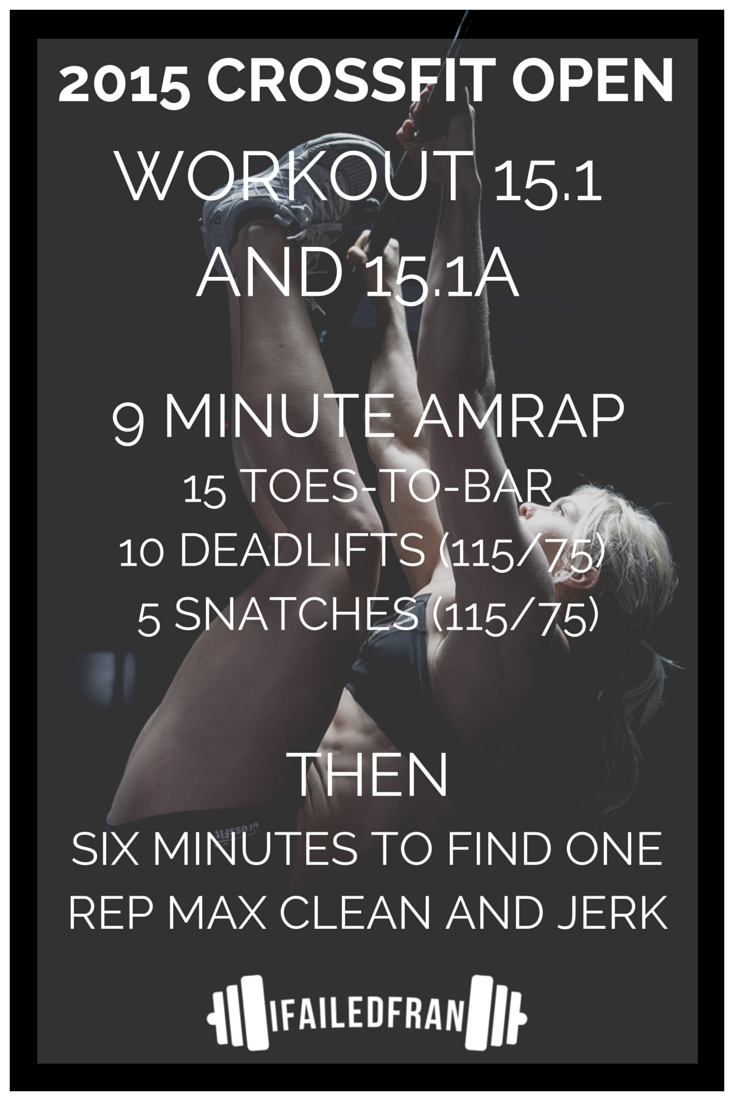 2015 CROSSFIT OPEN
WORKOUT 15.1
AND 15.1A
9 MINUTE AMRAP
15 TOES-TO-BAR
10 DEADLIFTS (115/75)
5 SNATCHES (115/75)
THEN
SIX MINUTES TO FIND ONE
REP MAX CLEAN AND JERK
IFAILEDFRAN